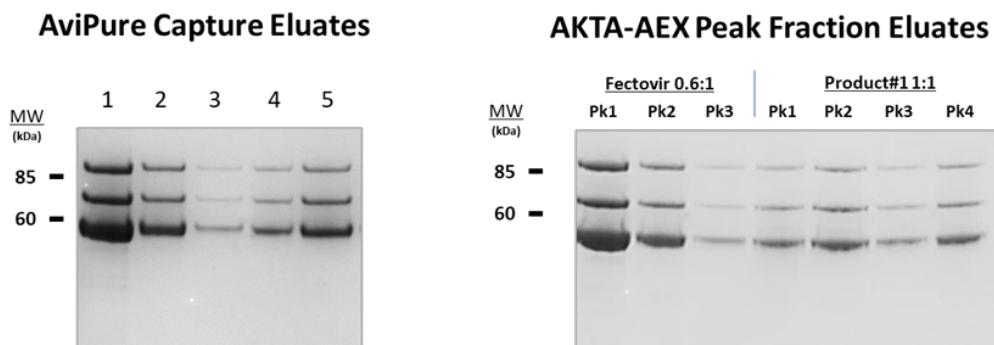 AviPure Capture Eluates
1 2 3 4 5
MW
(kDa)
85
60
AKTA-AEX Peak Fraction Eluates
Fectovir 0.6:1 Product#1 1:1
MW
(kDa)
Pk1 Pk2 Pk3 Pk1 Pk2 Pk3 Pk4
85
60